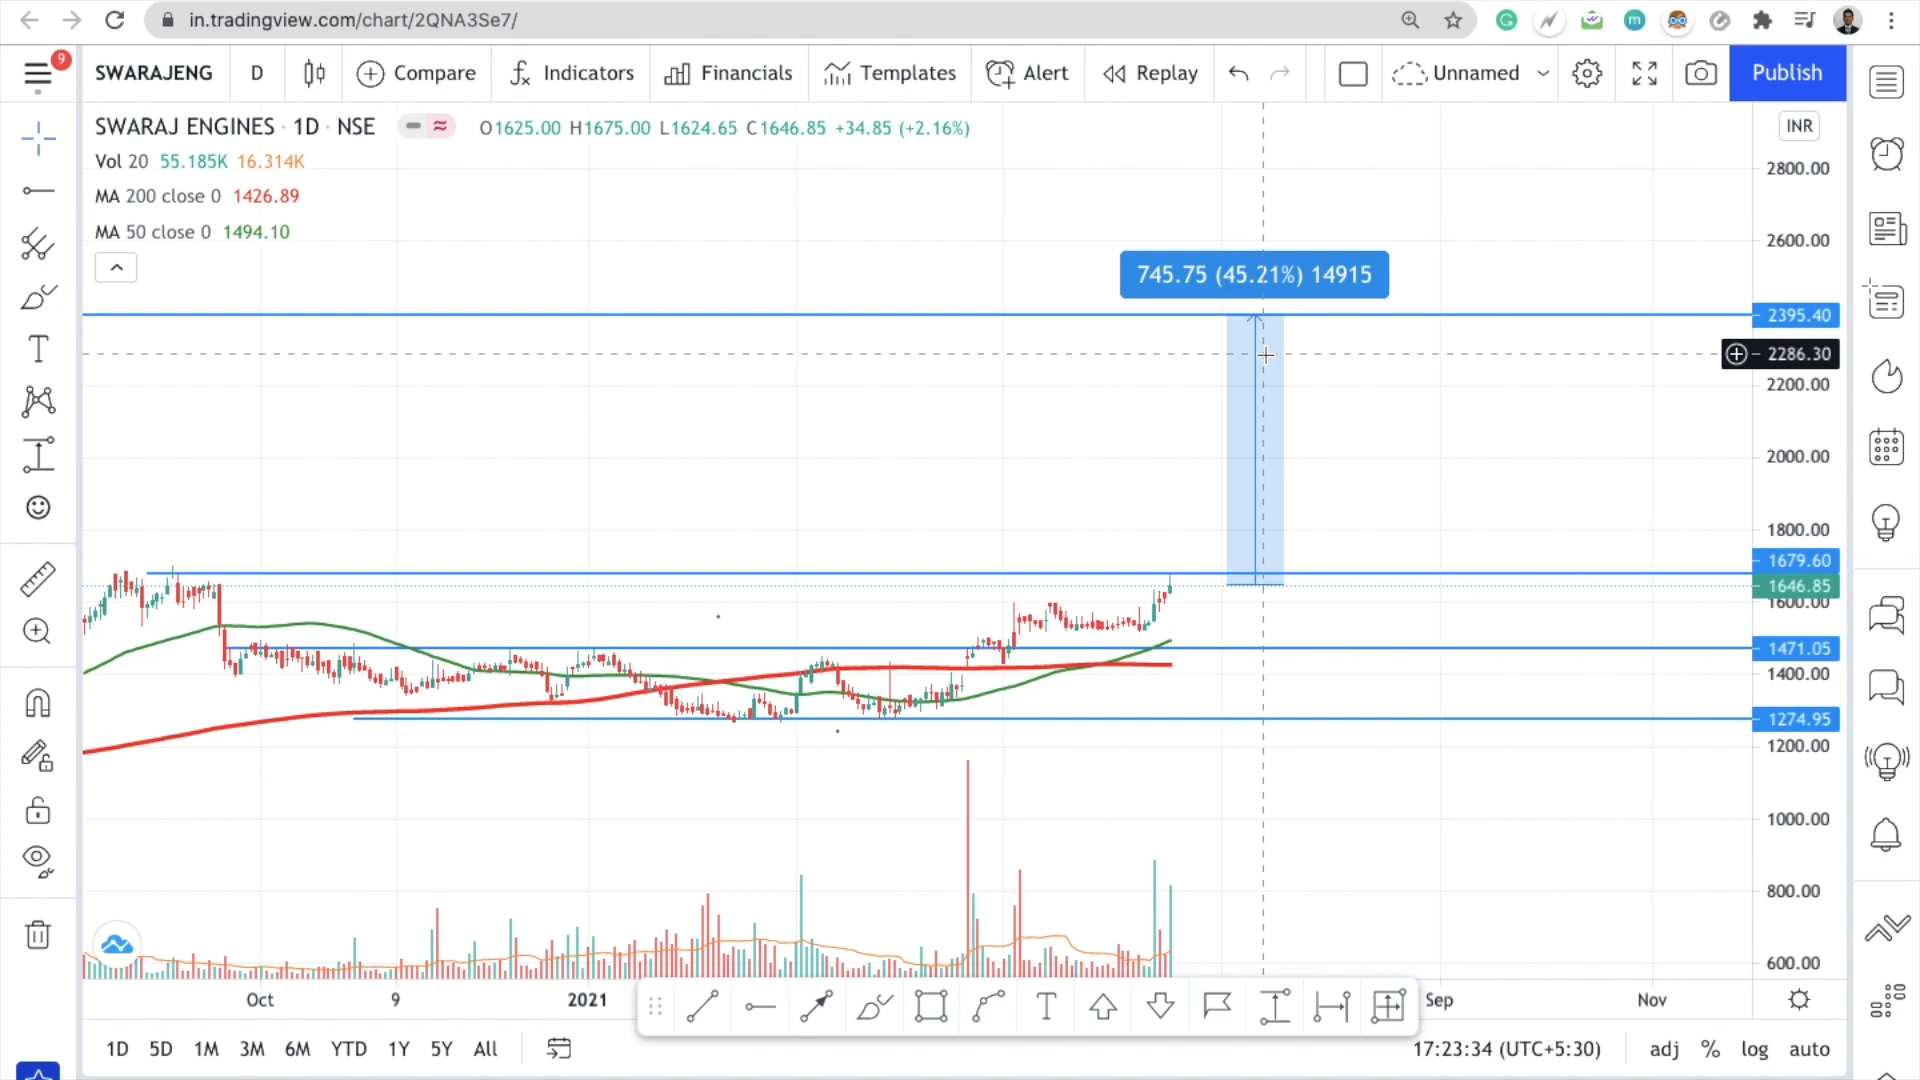 in.tradingview.com/chart/2QNA3Se7/
9
SWARAJENG D Compare Indicators Financials Templates Alert Replay Unnamed Publish
SWARAJ ENGINES · 1D · NSE O1625.00 H1675.00 L1624.65 C1646.85 +34.85 (+2.16%)
INR
Vol 20 55.185K 16.314K
MA 200 close 0 1426.89
MA 50 close 0 1494.10
2800.00
2600.00
745.75 (45.21%) 14915
2395.40
2286.30
2200.00
2000.00
1800.00
1679.60
1646.85
1600.00
1471.05
1400.00
1274.95
1200.00
1000.00
800.00
600.00
Oct 9 2021 Sep Nov
1D 5D 1M 3M 6M YTD 1Y 5Y All 17:23:34 (UTC+5:30) adj % log auto